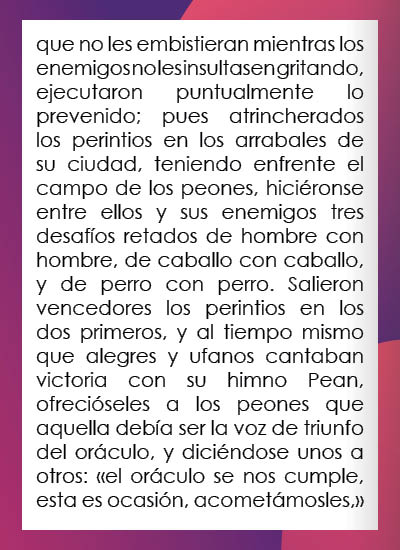 que no les embistieran mientras los
enemigos no les insultasen gritando,
ejecutaron puntualmente lo
prevenido; pues atrincherados
los perintios en los arrabales de
su ciudad, teniendo enfrente el
campo de los peones, hiciéronse
entre ellos y sus enemigos tres
desafíos retados de hombre con
hombre, de caballo con caballo,
y de perro con perro. Salieron
vencedores los perintios en los
dos primeros, y al tiempo mismo
que alegres y ufanos cantaban
victoria con su himno Pean,
ofrecióseles a los peones que
aquella debía ser la voz de triunfo
del oráculo, y diciéndose unos a
otros: «el oráculo se nos cumple,
esta es ocasión, acometámosles,»